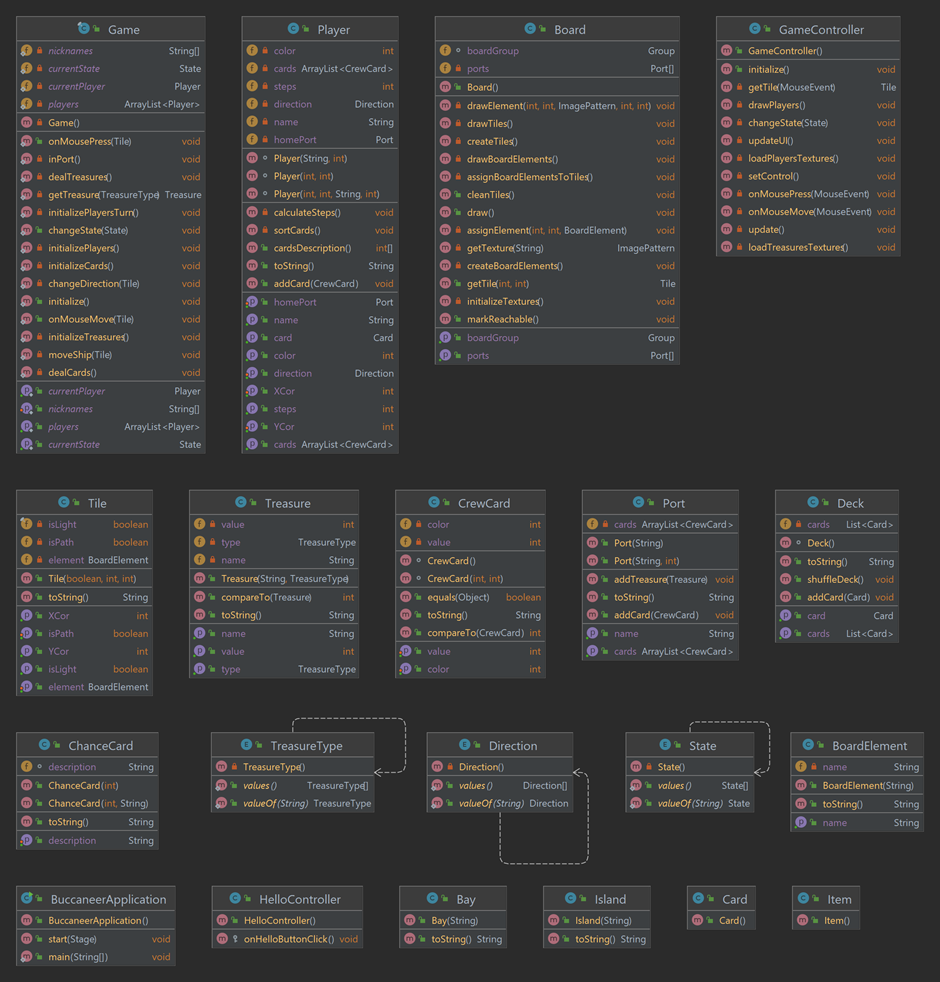 Game
nicknames String[]
currentState State
currentPlayer Player
players ArrayList<Player>
Game()
onMousePress(Tile) void
inPort() void
dealTreasures() void
getTreasure(TreasureType) Treasure
initializePlayersTurn() void
changeState(State) void
initializePlayers() void
initializeCards() void
changeDirection(Tile) void
initialize() void
onMouseMove(Tile) void
initializeTreasures() void
moveShip(Tile) void
dealCards() void
currentPlayer Player
nicknames String[]
players ArrayList<Player>
currentState State
Player
color int
cards ArrayList<CrewCard>
steps int
direction Direction
name String
homePort Port
Player(String, int)
Player(int, int)
Player(int, int, String, int)
calculateSteps() void
sortCards() void
cardsDescription() int[]
toString() String
addCard(CrewCard) void
homePort Port
name String
card Card
color int
direction Direction
XCor int
steps int
YCor int
cards ArrayList<CrewCard>
Board
boardGroup Group
ports Port[]
Board()
drawElement(int, int, ImagePattern, int, int) void
drawTiles() void
createTiles() void
drawBoardElements() void
assignBoardElementsToTiles() void
cleanTiles() void
draw() void
assignElement(int, int, BoardElement) void
getTexture(String) ImagePattern
createBoardElements() void
getTile(int, int) Tile
initializeTextures() void
markReachable() void
boardGroup Group
ports Port[]
GameController
GameController()
initialize() void
getTile(MouseEvent) Tile
drawPlayers() void
changeState(State) void
updateUI() void
loadPlayersTextures() void
setControl() void
onMousePress(MouseEvent) void
onMouseMove(MouseEvent) void
update() void
loadTreasuresTextures() void
Tile
isLight boolean
isPath boolean
element BoardElement
Tile(boolean, int, int)
toString() String
XCor int
isPath boolean
YCor int
isLight boolean
element BoardElement
Treasure
value int
type TreasureType
name String
Treasure(String, TreasureType)
compareTo(Treasure) int
toString() String
name String
value int
type TreasureType
CrewCard
color int
value int
CrewCard()
CrewCard(int, int)
equals(Object) boolean
toString() String
compareTo(CrewCard) int
value int
color int
Port
cards ArrayList<CrewCard>
Port(String)
Port(String, int)
addTreasure(Treasure) void
toString() String
addCard(CrewCard) void
name String
cards ArrayList<CrewCard>
Deck
cards List<Card>
Deck()
toString() String
shuffleDeck() void
addCard(Card) void
card Card
cards List<Card>
ChanceCard
description String
ChanceCard(int)
ChanceCard(int, String)
toString() String
description String
TreasureType
TreasureType()
values() TreasureType[]
valueOf(String) TreasureType
Direction
Direction()
values() Direction[]
valueOf(String) Direction
State
State()
values() State[]
valueOf(String) State
BoardElement
name String
BoardElement(String)
toString() String
name String
BuccaneerApplication
BuccaneerApplication()
start(Stage) void
main(String[]) void
HelloController
HelloController()
onHelloButtonClick() void
Bay
Bay(String)
toString() String
Island
Island(String)
toString() String
Card
Card()
Item
Item()